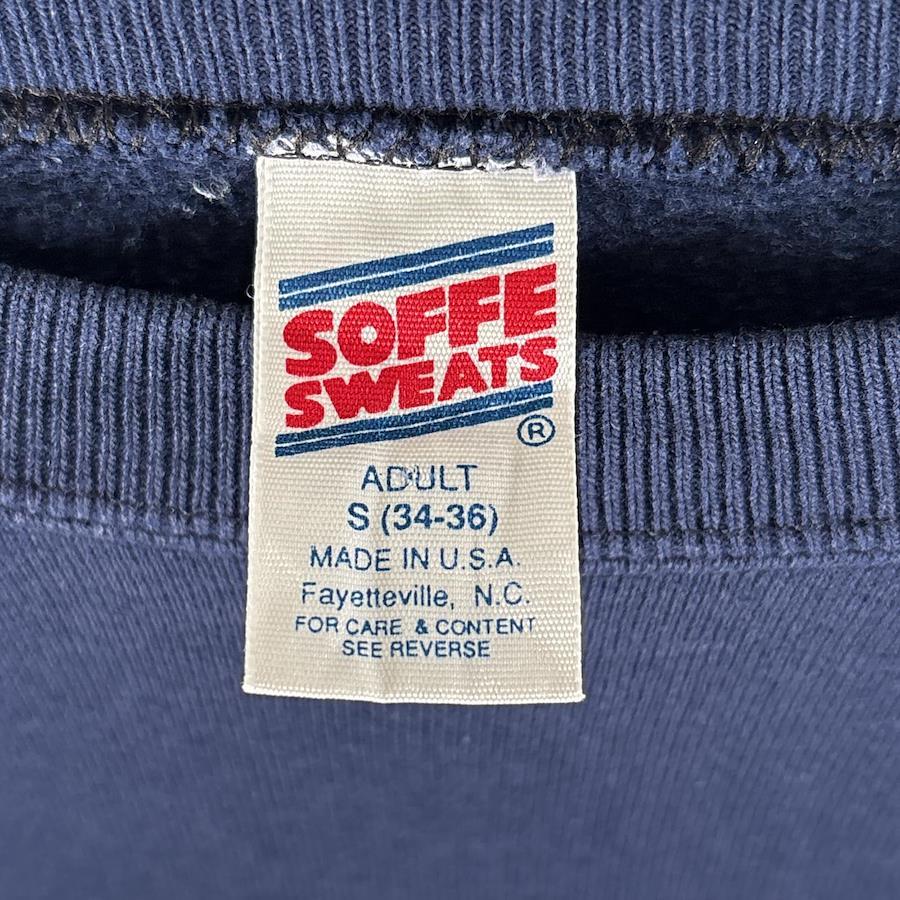 SOFFE
SWEATS
®
ADULT
S (34-36)
MADE IN U.S.A.
Fayetteville, N.C.
FOR CARE & CONTENT
SEE REVERSE